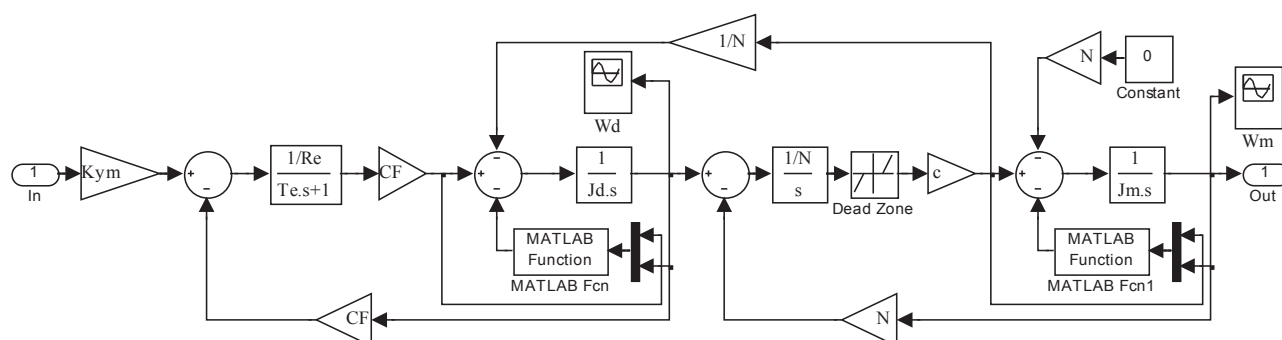 1/N
N
0
Constant
Wd
Wm
1
In
Kym
+
−
1/Re
Te.s+1
CF
−
+
−
1
Jd.s
+
−
1/N
s
Dead Zone
c
−
+
−
1
Jm.s
1
Out
MATLAB
Function
MATLAB Fcn
MATLAB
Function
MATLAB Fcn1
CF
N